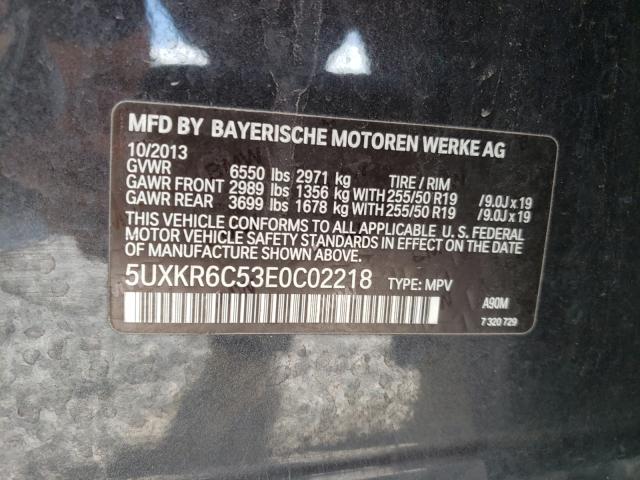 MFD BY BAYERISCHE MOTOREN WERKE AG
10/2013
GVWR 6550 lbs 2971 kg TIRE / RIM
GAWR FRONT 2989 lbs 1356 kg WITH 255/50 R19 /9.0J x 19
GAWR REAR 3699 lbs 1678 kg WITH 255/50 R19 /9.0J x 19
THIS VEHICLE CONFORMS TO ALL APPLICABLE U. S. FEDERAL
MOTOR VEHICLE SAFETY STANDARDS IN EFFECT ON THE DATE
OF MANUFACTURE SHOWN ABOVE.
5UXKR6C53E0C02218 TYPE: MPV
A90M
7 320 729